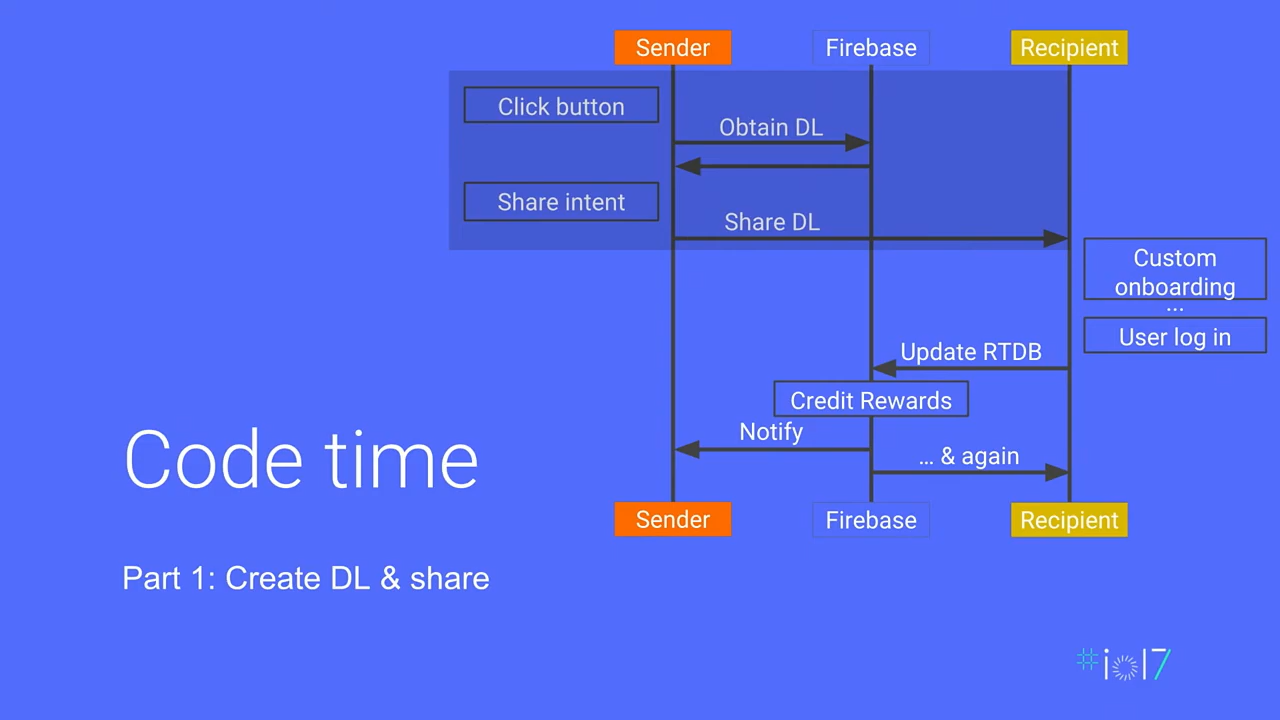 Sender
Firebase
Recipient
Click button
Obtain DL
Share intent
Share DL
Custom
onboarding
...
User log in
Update RTDB
Credit Rewards
Notify
... & again
Sender
Firebase
Recipient
Code time
Part 1: Create DL & share
#io17